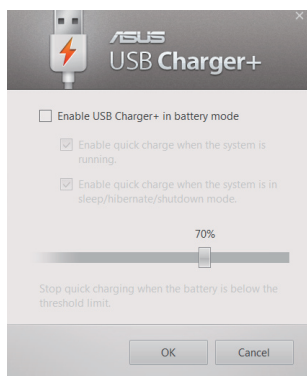 ASUS
USB Charger+
Enable USB Charger+ in battery mode
Enable quick charge when the system is
running.
Enable quick charge when the system is in
sleep/hibernate/shutdown mode.
70%
Stop quick charging when the battery is below the
threshold limit.
OK
Cancel